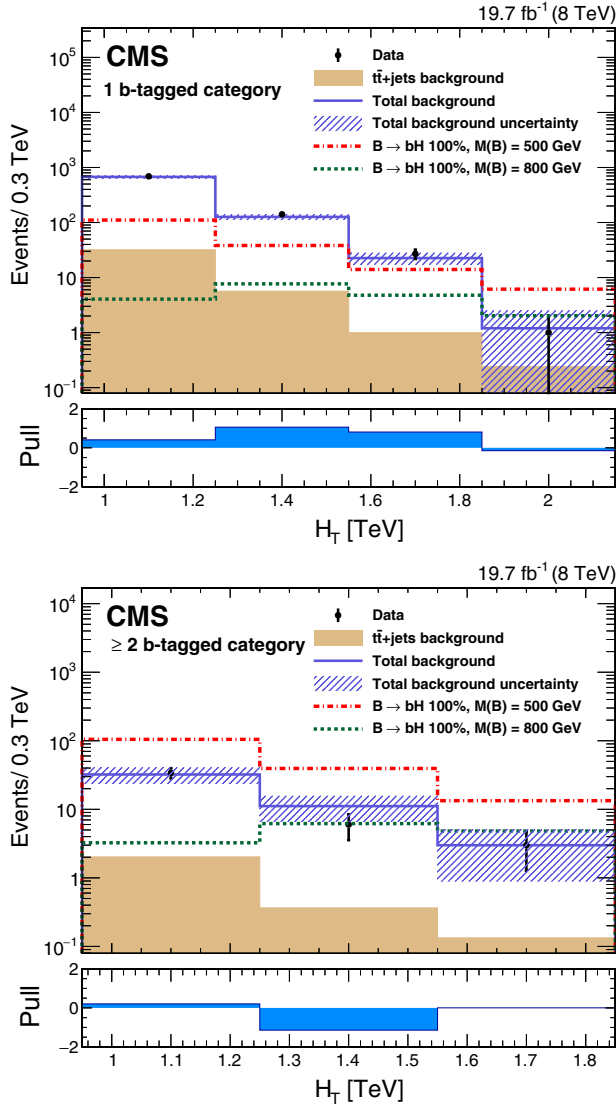 19.7 fb⁻¹ (8 TeV)
CMS
1 b-tagged category
Data
tt̄+jets background
Total background
Total background uncertainty
B → bH 100%, M(B) = 500 GeV
B → bH 100%, M(B) = 800 GeV
Events/ 0.3 TeV
10⁵
10⁴
10³
10²
10
1
10⁻¹
Pull
2
0
−2
1 1.2 1.4 1.6 1.8 2
H_T [TeV]
19.7 fb⁻¹ (8 TeV)
CMS
≥ 2 b-tagged category
Data
tt̄+jets background
Total background
Total background uncertainty
B → bH 100%, M(B) = 500 GeV
B → bH 100%, M(B) = 800 GeV
Events/ 0.3 TeV
10⁴
10³
10²
10
1
10⁻¹
Pull
2
0
−2
1 1.1 1.2 1.3 1.4 1.5 1.6 1.7 1.8
H_T [TeV]